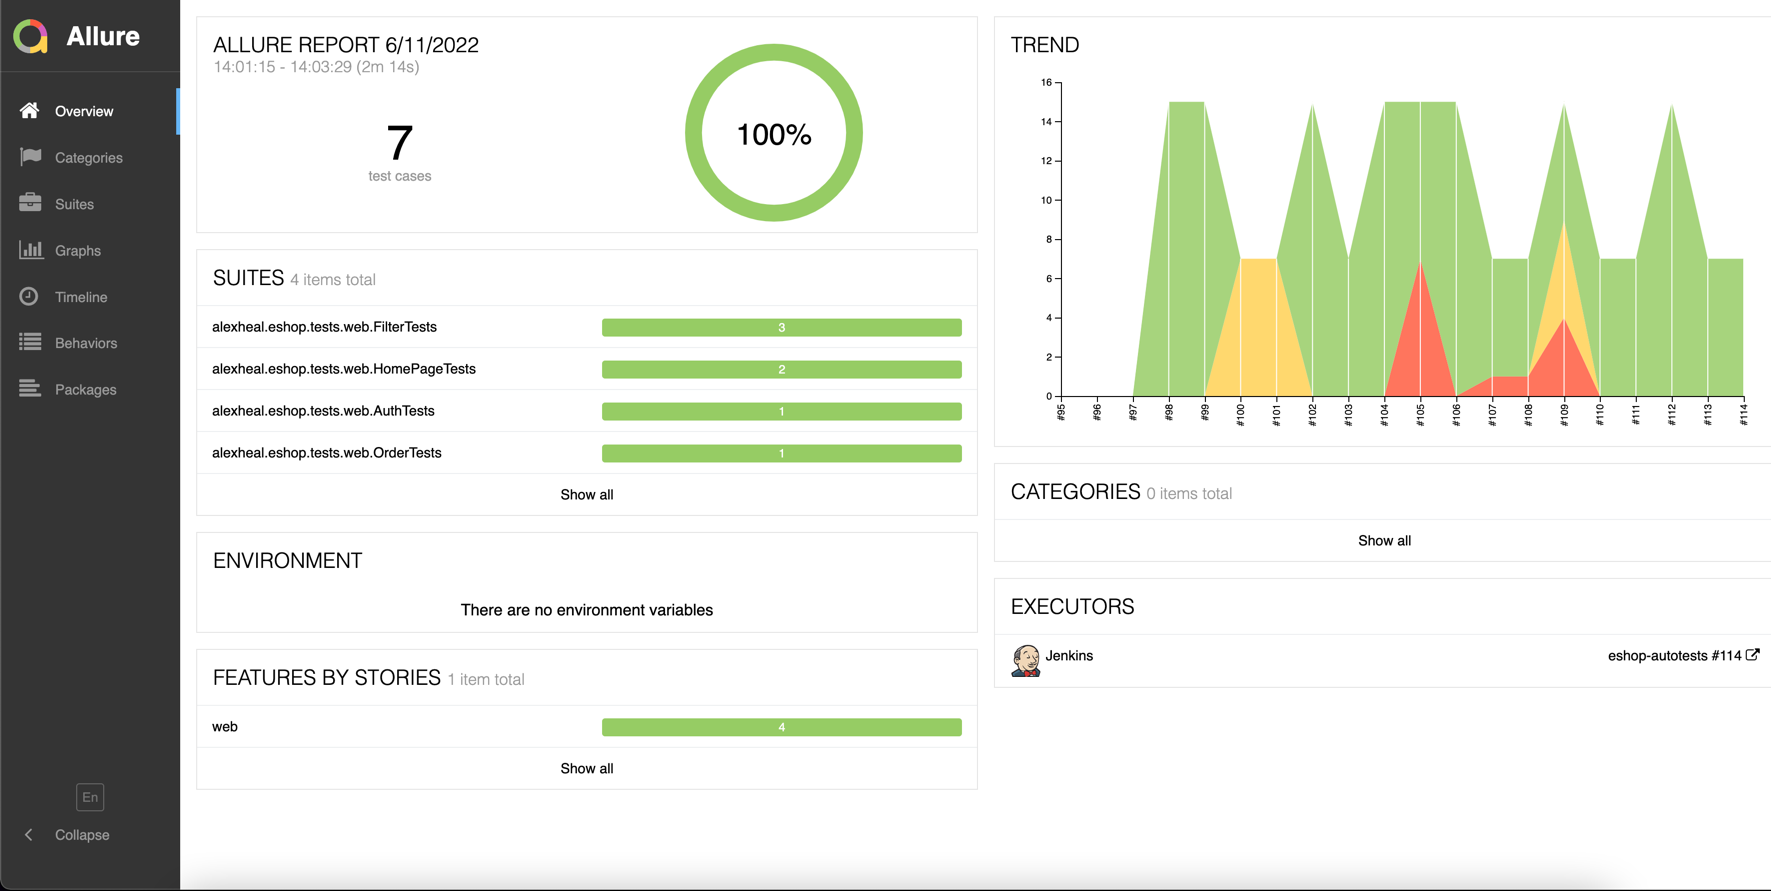 Allure
Overview
Categories
Suites
Graphs
Timeline
Behaviors
Packages
En
Collapse
ALLURE REPORT 6/11/2022
14:01:15 - 14:03:29 (2m 14s)
7
test cases
100%
SUITES 4 items total
alexheal.eshop.tests.web.FilterTests 3
alexheal.eshop.tests.web.HomePageTests 2
alexheal.eshop.tests.web.AuthTests 1
alexheal.eshop.tests.web.OrderTests 1
Show all
ENVIRONMENT
There are no environment variables
FEATURES BY STORIES 1 item total
web 4
Show all
TREND
16
14
12
10
8
6
4
2
0
#95 #96 #97 #98 #99 #100 #101 #102 #103 #104 #105 #106 #107 #108 #109 #110 #111 #112 #113 #114
CATEGORIES 0 items total
Show all
EXECUTORS
Jenkins eshop-autotests #114